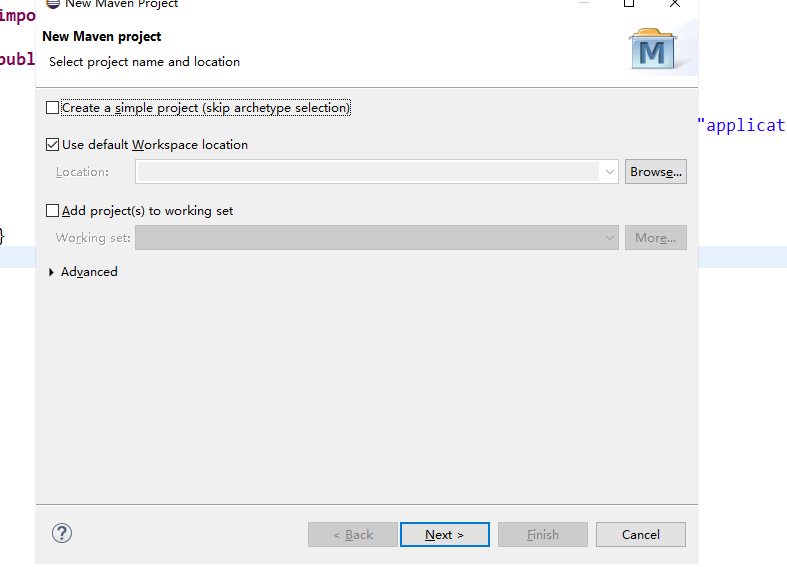 New Maven Project
impo
New Maven project
publ
Select project name and location
M
Create a simple project (skip archetype selection)
"applicat
Use default Workspace location
Location:
Browse...
Add project(s) to working set
}
Working set:
More...
Advanced
?
< Back
Next >
Finish
Cancel